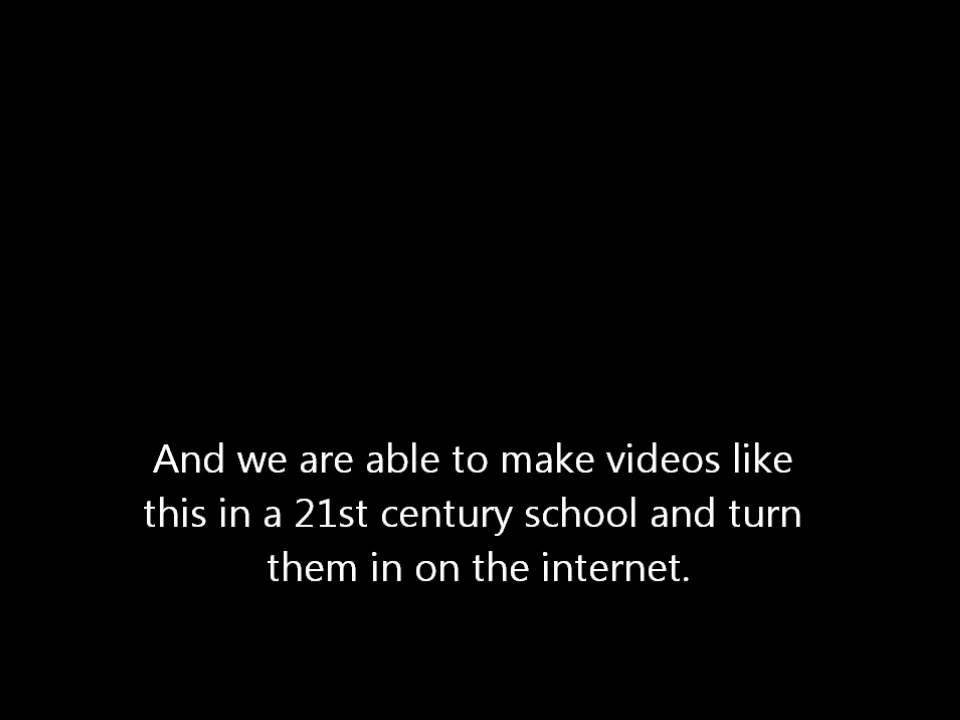 And we are able to make videos like
this in a 21st century school and turn
them in on the internet.